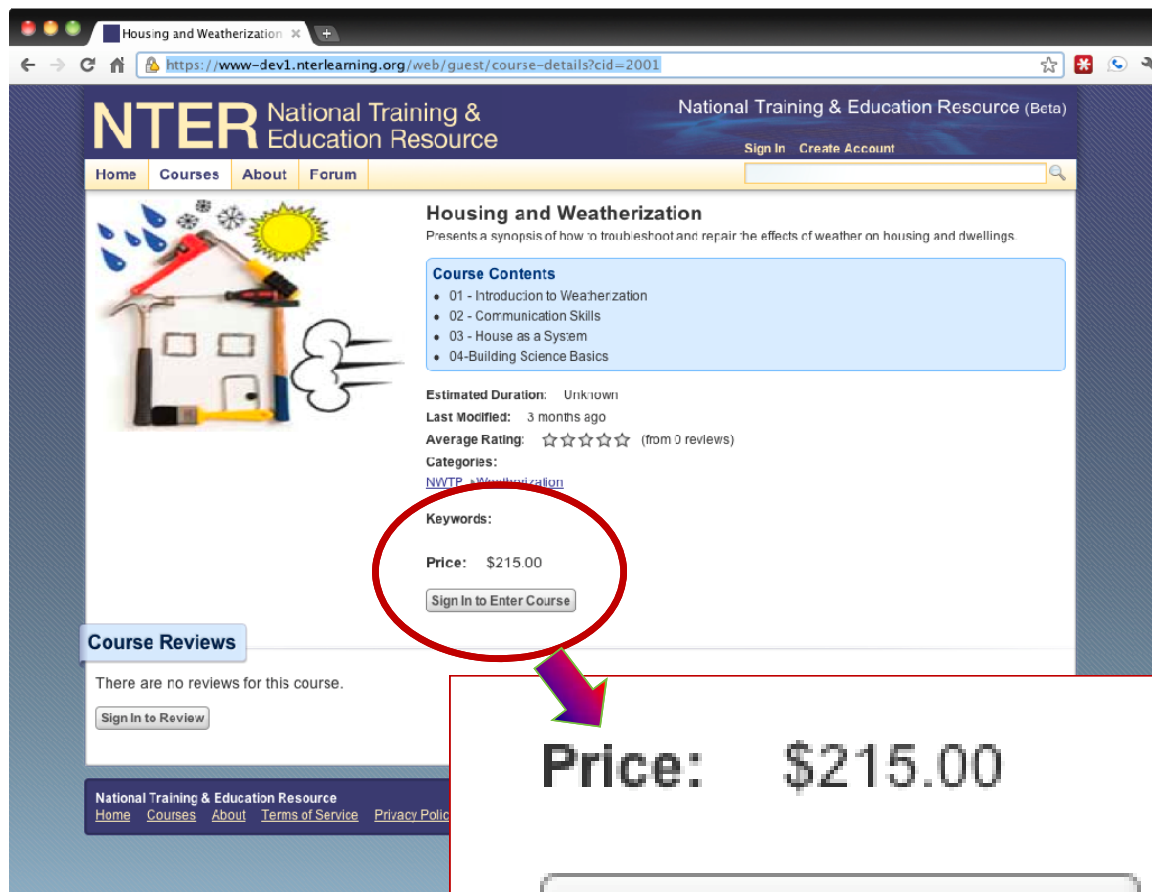 Housing and Weatherization
https://www-dev1.nterlearning.org/web/guest/course-details?cid=2001
NTER National Training & Education Resource
National Training & Education Resource (Beta)
Sign In Create Account
Home Courses About Forum
Housing and Weatherization
Presents a synopsis of how to troubleshoot and repair the effects of weather on housing and dwellings.
Course Contents
• 01 - Introduction to Weatherization
• 02 - Communication Skills
• 03 - House as a System
• 04-Building Science Basics
Estimated Duration: Unknown
Last Modified: 3 months ago
Average Rating: (from 0 reviews)
Categories:
NWTP Weatherization
Keywords:
Price: $215.00
Sign In to Enter Course
Course Reviews
There are no reviews for this course.
Sign In to Review
Price: $215.00
National Training & Education Resource
Home Courses About Terms of Service Privacy Polic